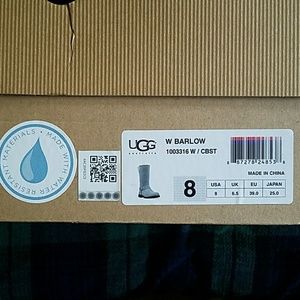 MADE WITH WATER RESISTANT MATERIALS
UGG
australia
W BARLOW
1003316 W / CBST
MADE IN CHINA
8
USA UK EU JAPAN
8 6.5 39.0 25.0